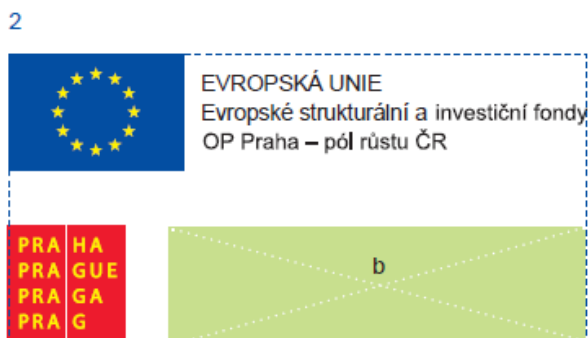 2
EVROPSKÁ UNIE
Evropské strukturální a investiční fondy
OP Praha – pól růstu ČR
PRA HA
PRA GUE
PRA GA
PRA G
b